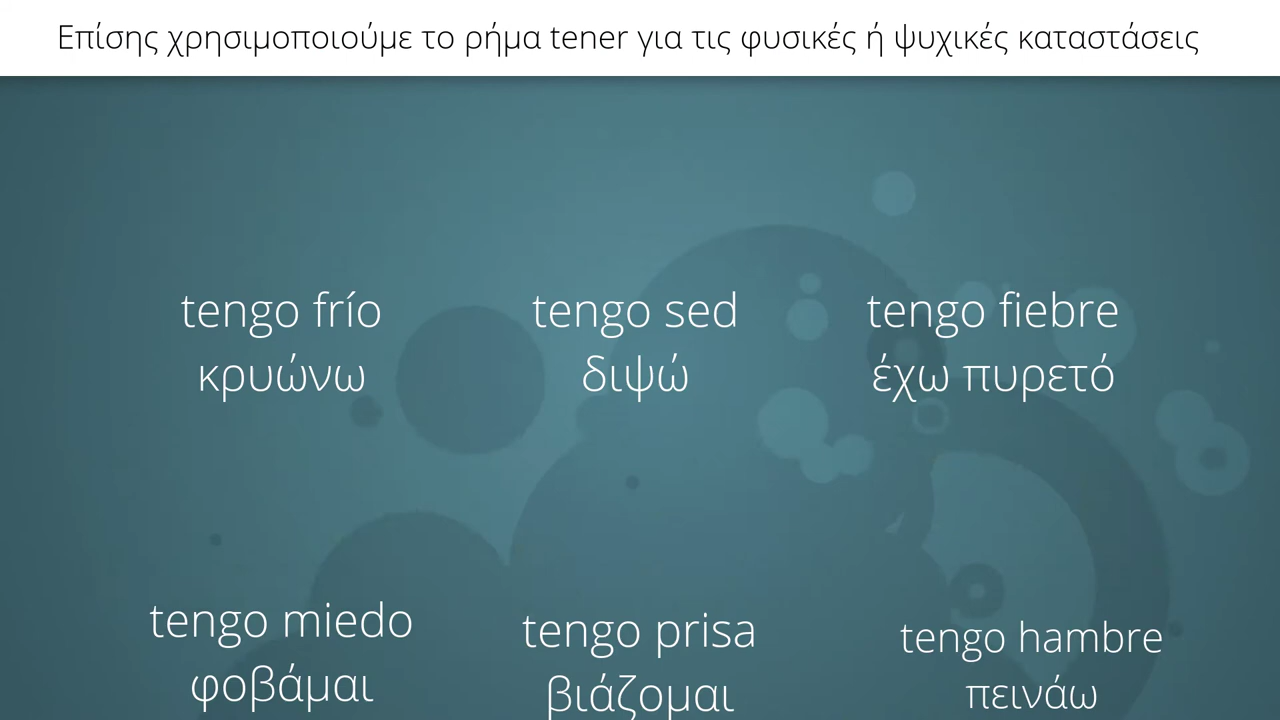 Επίσης χρησιμοποιούμε το ρήμα tener για τις φυσικές ή ψυχικές καταστάσεις
tengo frío
κρυώνω
tengo sed
διψώ
tengo fiebre
έχω πυρετό
tengo miedo
φοβάμαι
tengo prisa
βιάζομαι
tengo hambre
πεινάω